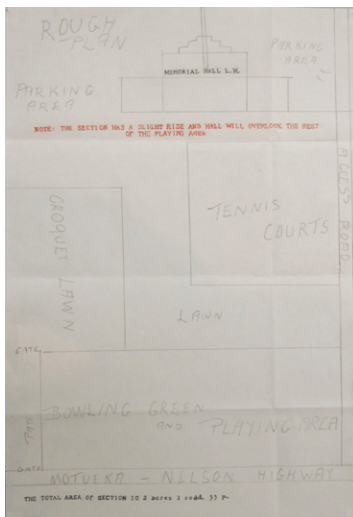 ROUGH
PLAN
PARKING
AREA
MEMORIAL HALL L.M.
PARKING
AREA
NOTE: THE SECTION HAS A SLIGHT RISE AND HALL WILL OVERLOOK THE REST
OF THE PLAYING AREA
ACCESS ROAD
TENNIS
COURTS
CROQUET LAWN
LAWN
GATE
BOWLING GREEN
AND PLAYING AREA
GATE
MOTUEKA - NELSON HIGHWAY
THE TOTAL AREA OF SECTION IS 2 acres 1 rood 33 P.